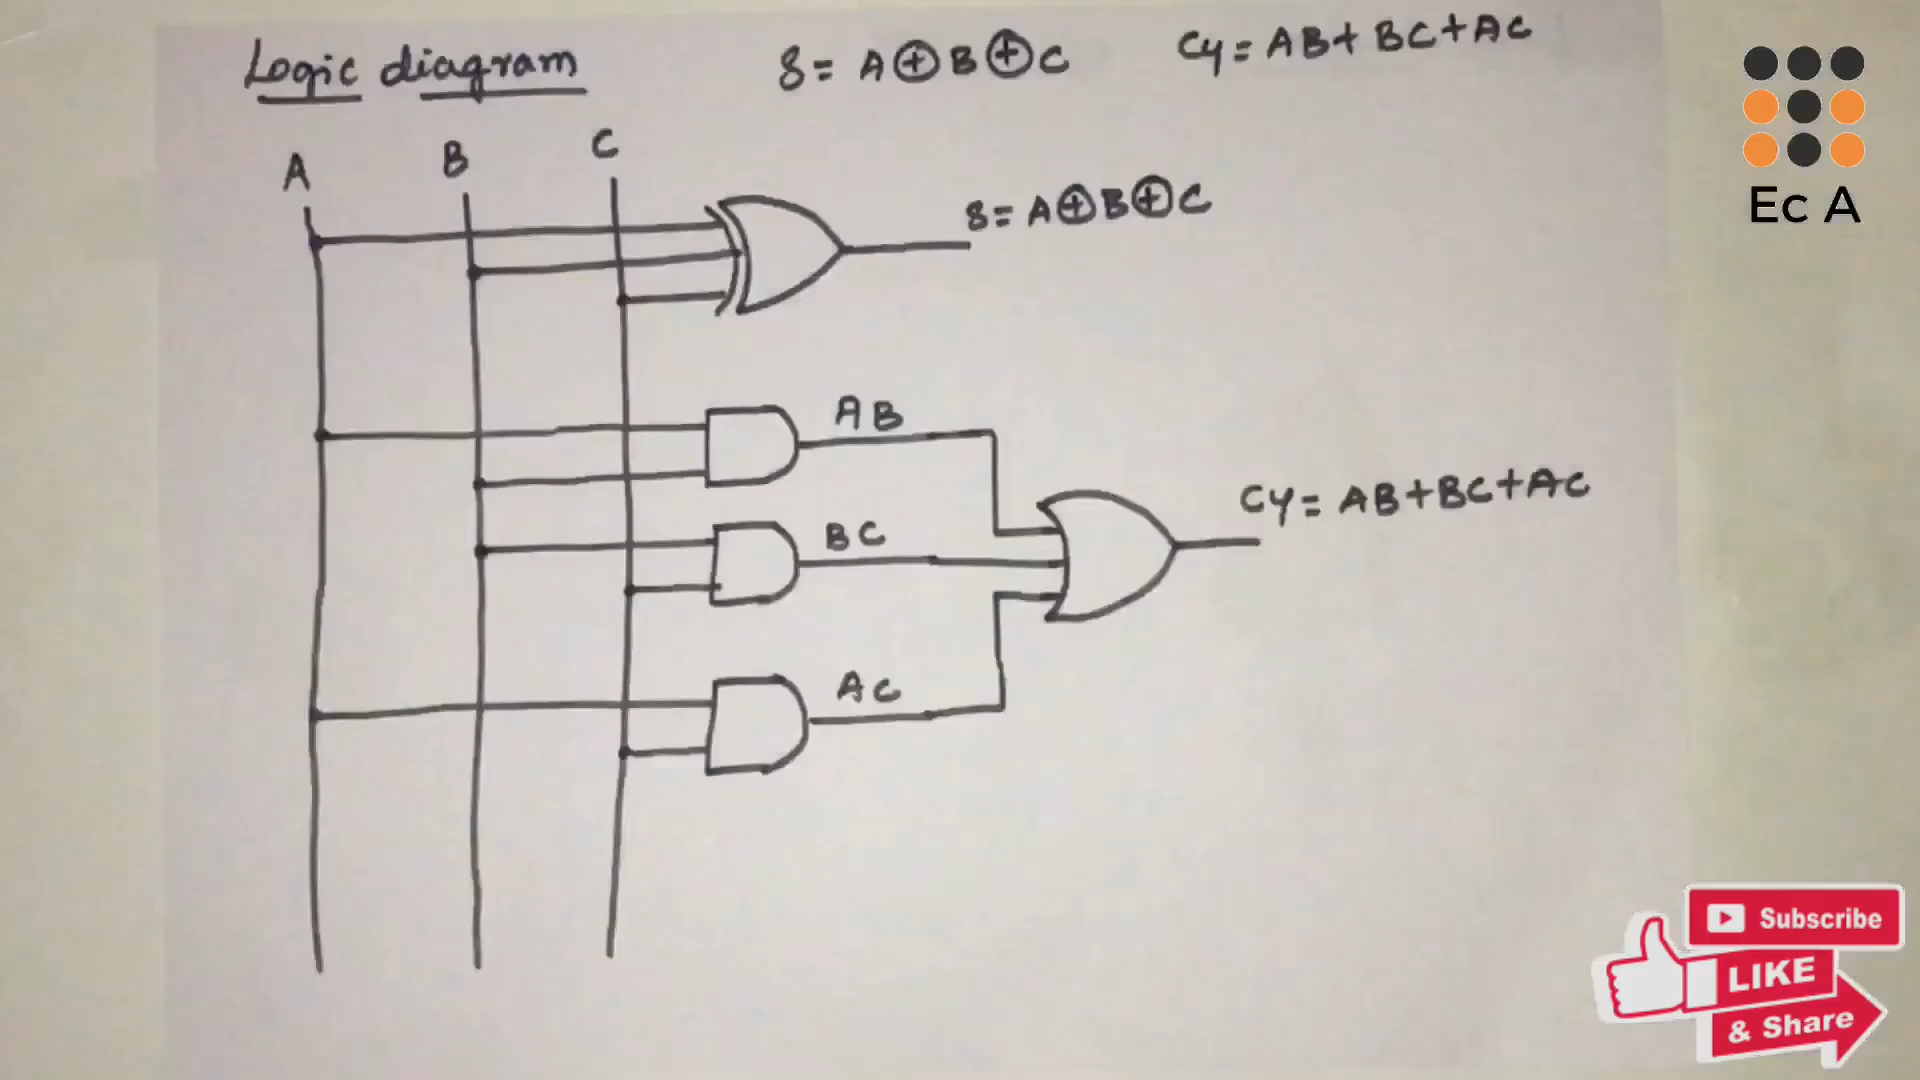 Logic diagram
S = A⊕B⊕C
Cy = AB + BC + AC
A
B
C
S = A⊕B⊕C
AB
BC
Cy = AB + BC + AC
AC
Ec A
Subscribe
LIKE
& Share